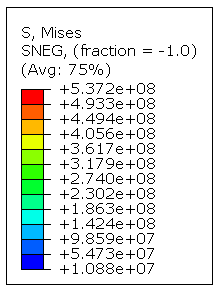 S, Mises
SNEG, (fraction = -1.0)
(Avg: 75%)
+5.372e+08
+4.933e+08
+4.494e+08
+4.056e+08
+3.617e+08
+3.179e+08
+2.740e+08
+2.302e+08
+1.863e+08
+1.424e+08
+9.859e+07
+5.473e+07
+1.088e+07